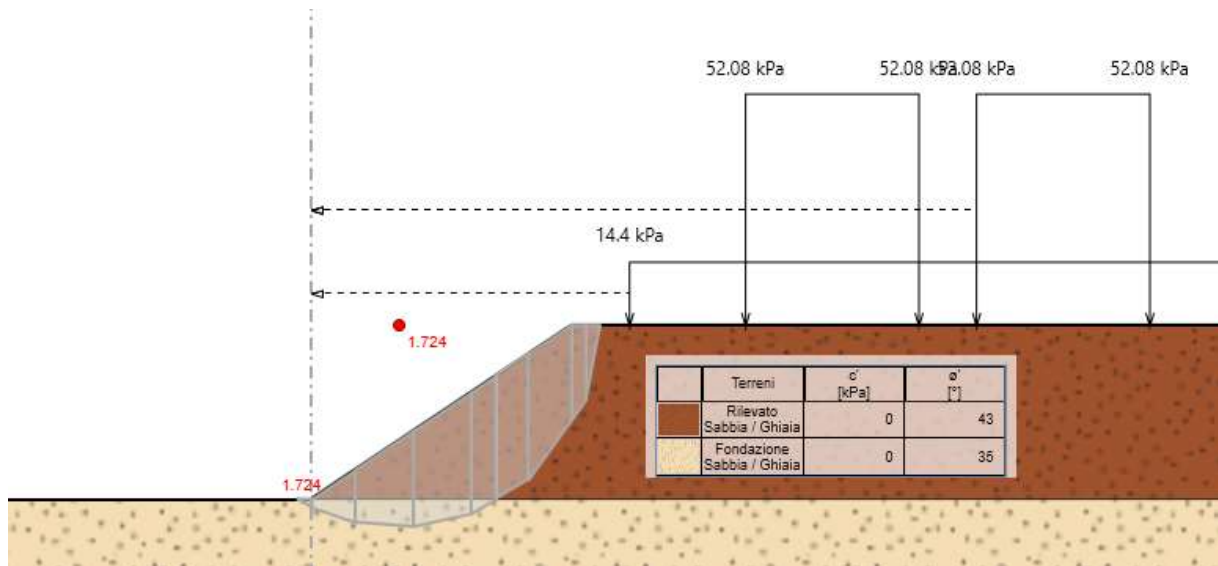 52.08 kPa
52.08 kPa
52.08 kPa
52.08 kPa
14.4 kPa
1.724
Terreni
c'
[kPa]
ø'
[°]
Rilevato
Sabbia / Ghiaia
0
43
Fondazione
Sabbia / Ghiaia
0
35
1.724